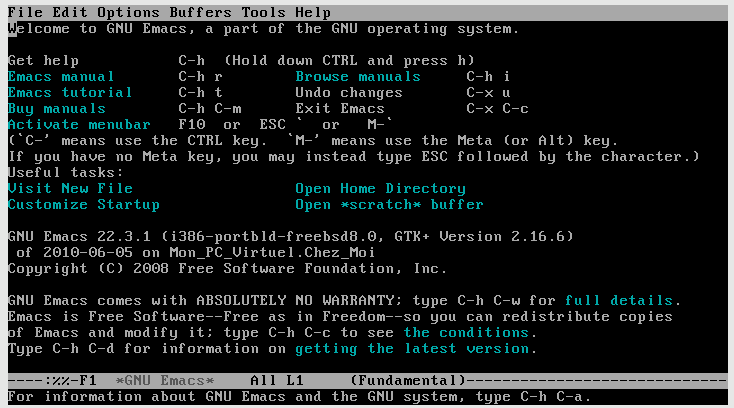 File Edit Options Buffers Tools Help
Welcome to GNU Emacs, a part of the GNU operating system.
Get help C-h (Hold down CTRL and press h)
Emacs manual C-h r Browse manuals C-h i
Emacs tutorial C-h t Undo changes C-x u
Buy manuals C-h C-m Exit Emacs C-x C-c
Activate menubar F10 or ESC ` or M-`
(`C-' means use the CTRL key. `M-' means use the Meta (or Alt) key.
If you have no Meta key, you may instead type ESC followed by the character.)
Useful tasks:
Visit New File Open Home Directory
Customize Startup Open *scratch* buffer
GNU Emacs 22.3.1 (i386-portbld-freebsd8.0, GTK+ Version 2.16.6)
of 2010-06-05 on Mon_PC_Virtuel.Chez_Moi
Copyright (C) 2008 Free Software Foundation, Inc.
GNU Emacs comes with ABSOLUTELY NO WARRANTY; type C-h C-w for full details.
Emacs is Free Software--Free as in Freedom--so you can redistribute copies
of Emacs and modify it; type C-h C-c to see the conditions.
Type C-h C-d for information on getting the latest version.
----:%%-F1 *GNU Emacs* All L1 (Fundamental)------------------------------
For information about GNU Emacs and the GNU system, type C-h C-a.